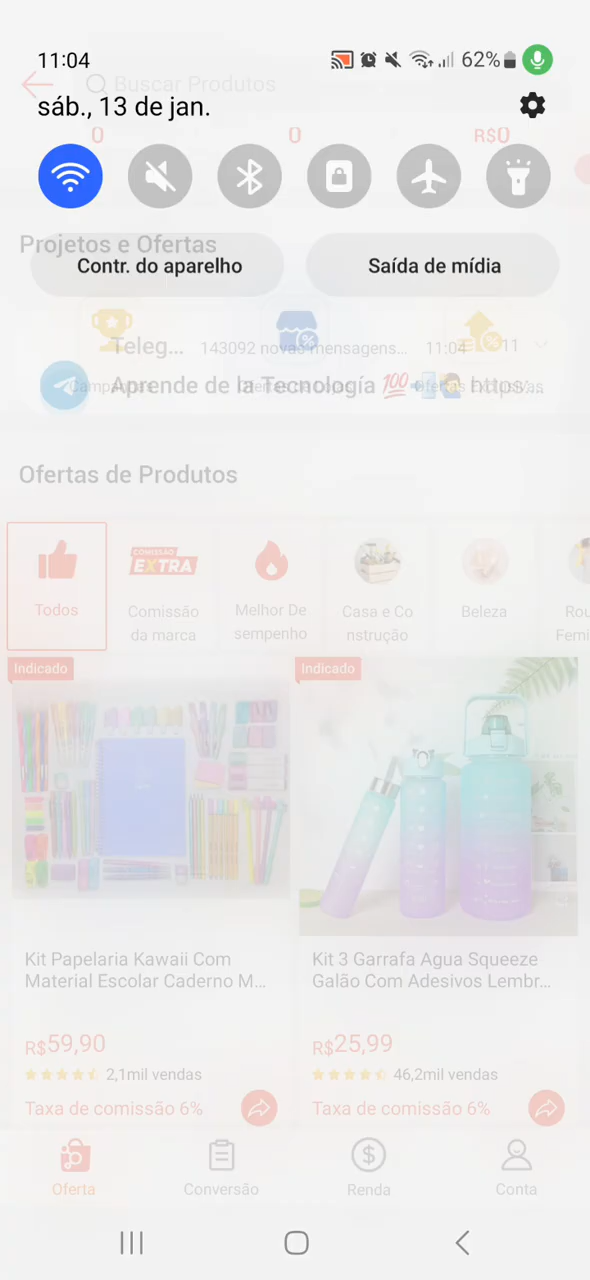 11:04
62%
Buscar Produtos
sáb., 13 de jan.
0
0
R$0
Projetos e Ofertas
Contr. do aparelho
Saída de mídia
Teleg...
143092 novas mensagens...
11:04
11
Aprende de la Tecnología 💯📲🙋‍♂️ https:...
Ofertas de Produtos
Todos
COMISSÃO
EXTRA
Comissão
da marca
Melhor De
sempenho
Casa e Co
nstrução
Beleza
Rou
Femi
Indicado
Indicado
Kit Papelaria Kawaii Com
Material Escolar Caderno M...
Kit 3 Garrafa Agua Squeeze
Galão Com Adesivos Lembr...
R$59,90
R$25,99
2,1mil vendas
46,2mil vendas
Taxa de comissão 6%
Taxa de comissão 6%
Oferta
Conversão
Renda
Conta